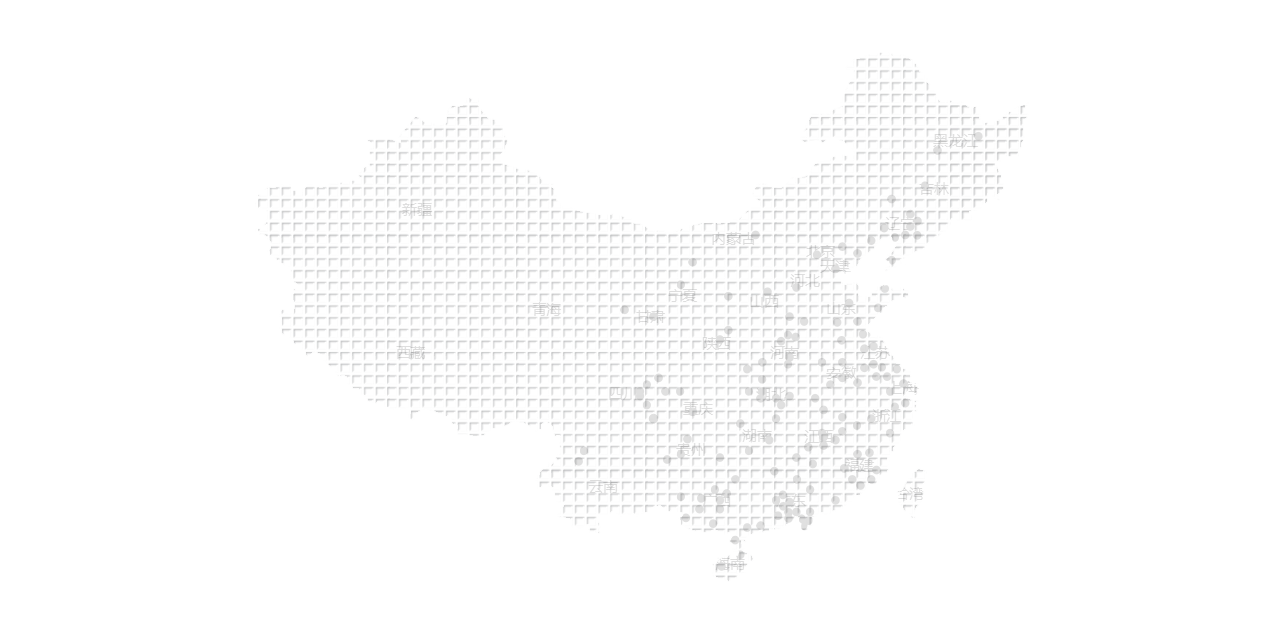 黑龙江
吉林
新疆
辽宁
内蒙古
北京
天津
河北
宁夏
山西
青海
甘肃
山东
陕西
河南
江苏
西藏
安徽
四川
上海
湖北
重庆
浙江
湖南
江西
贵州
福建
云南
台湾
广西
广东
海南